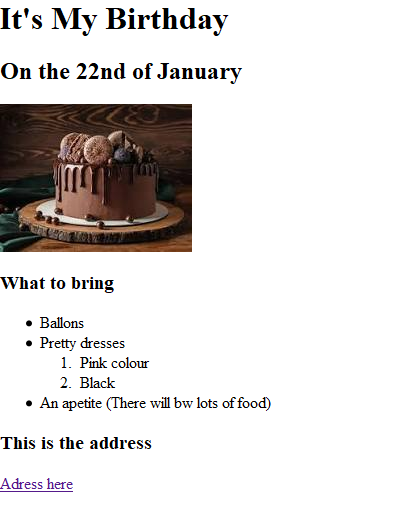 It's My Birthday
On the 22nd of January
What to bring
• Ballons
• Pretty dresses
1. Pink colour
2. Black
• An apetite (There will bw lots of food)
This is the address
Adress here